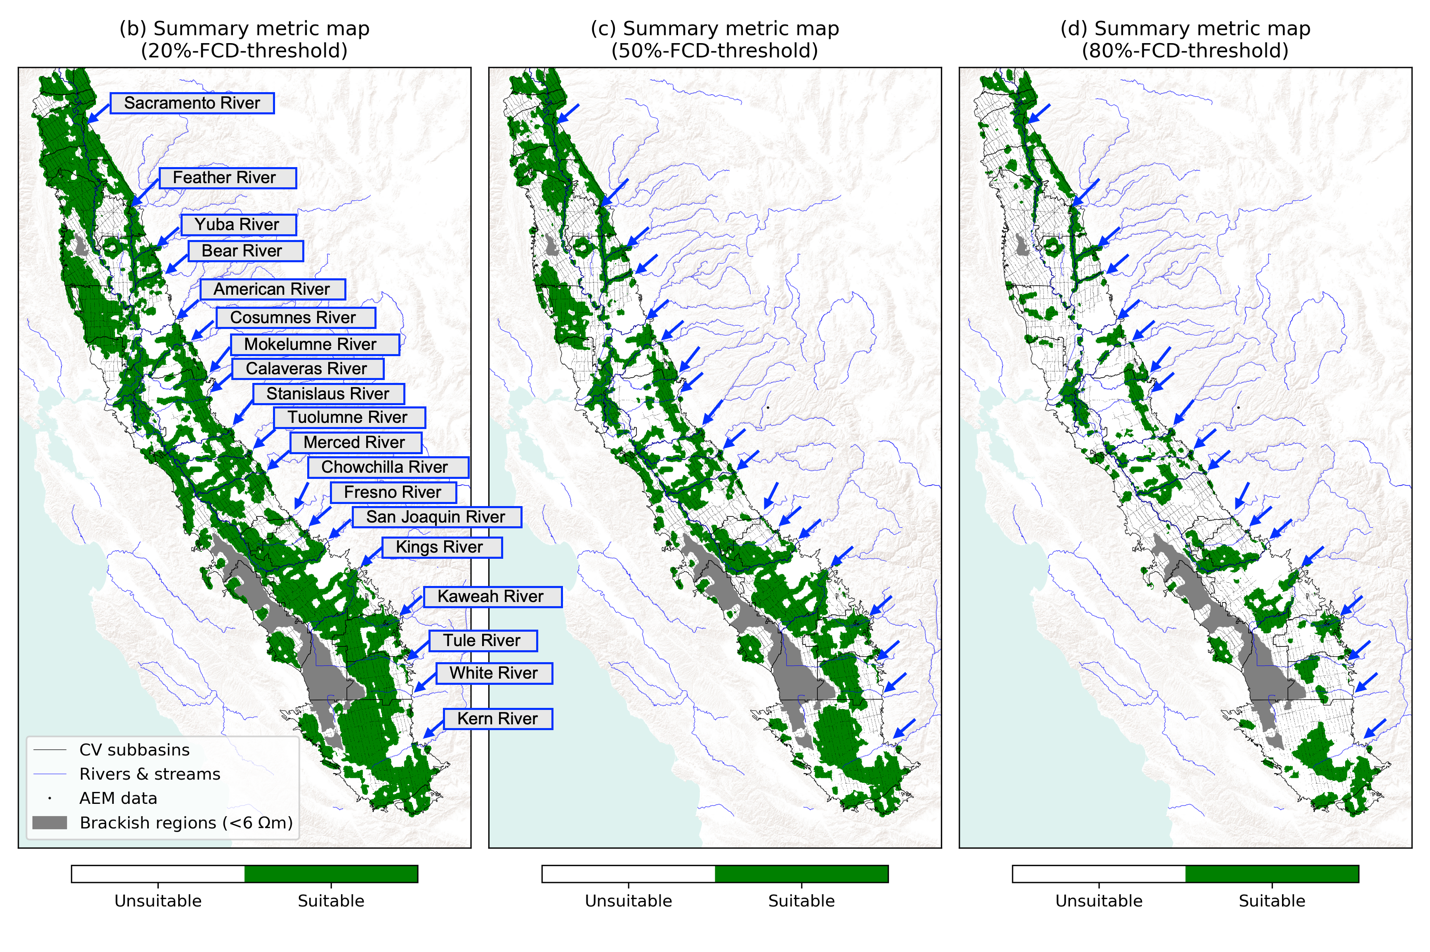 (b) Summary metric map
(20%-FCD-threshold)
(c) Summary metric map
(50%-FCD-threshold)
(d) Summary metric map
(80%-FCD-threshold)
Sacramento River
Feather River
Yuba River
Bear River
American River
Cosumnes River
Mokelumne River
Calaveras River
Stanislaus River
Tuolumne River
Merced River
Chowchilla River
Fresno River
San Joaquin River
Kings River
Kaweah River
Tule River
White River
Kern River
CV subbasins
Rivers & streams
AEM data
Brackish regions (<6 Ωm)
Unsuitable Suitable
Unsuitable Suitable
Unsuitable Suitable